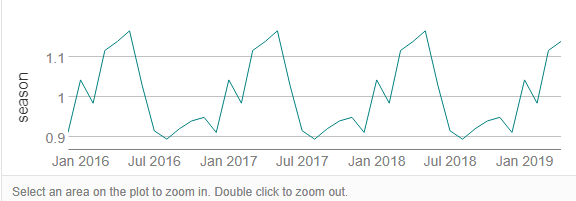 season
1.1
1
0.9
Jan 2016 Jul 2016 Jan 2017 Jul 2017 Jan 2018 Jul 2018 Jan 2019
Select an area on the plot to zoom in. Double click to zoom out.